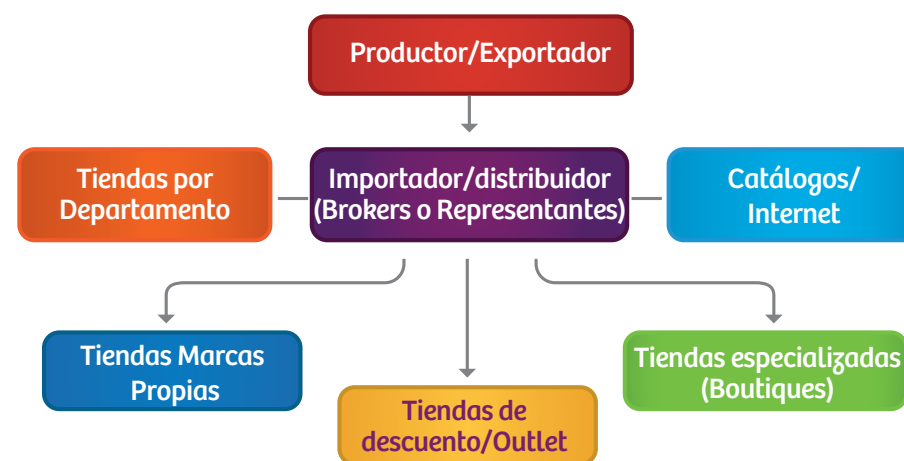 Productor/Exportador
Tiendas por
Departamento
Importador/distribuidor
(Brokers o Representantes)
Catálogos/
Internet
Tiendas Marcas
Propias
Tiendas de
descuento/Outlet
Tiendas especializadas
(Boutiques)